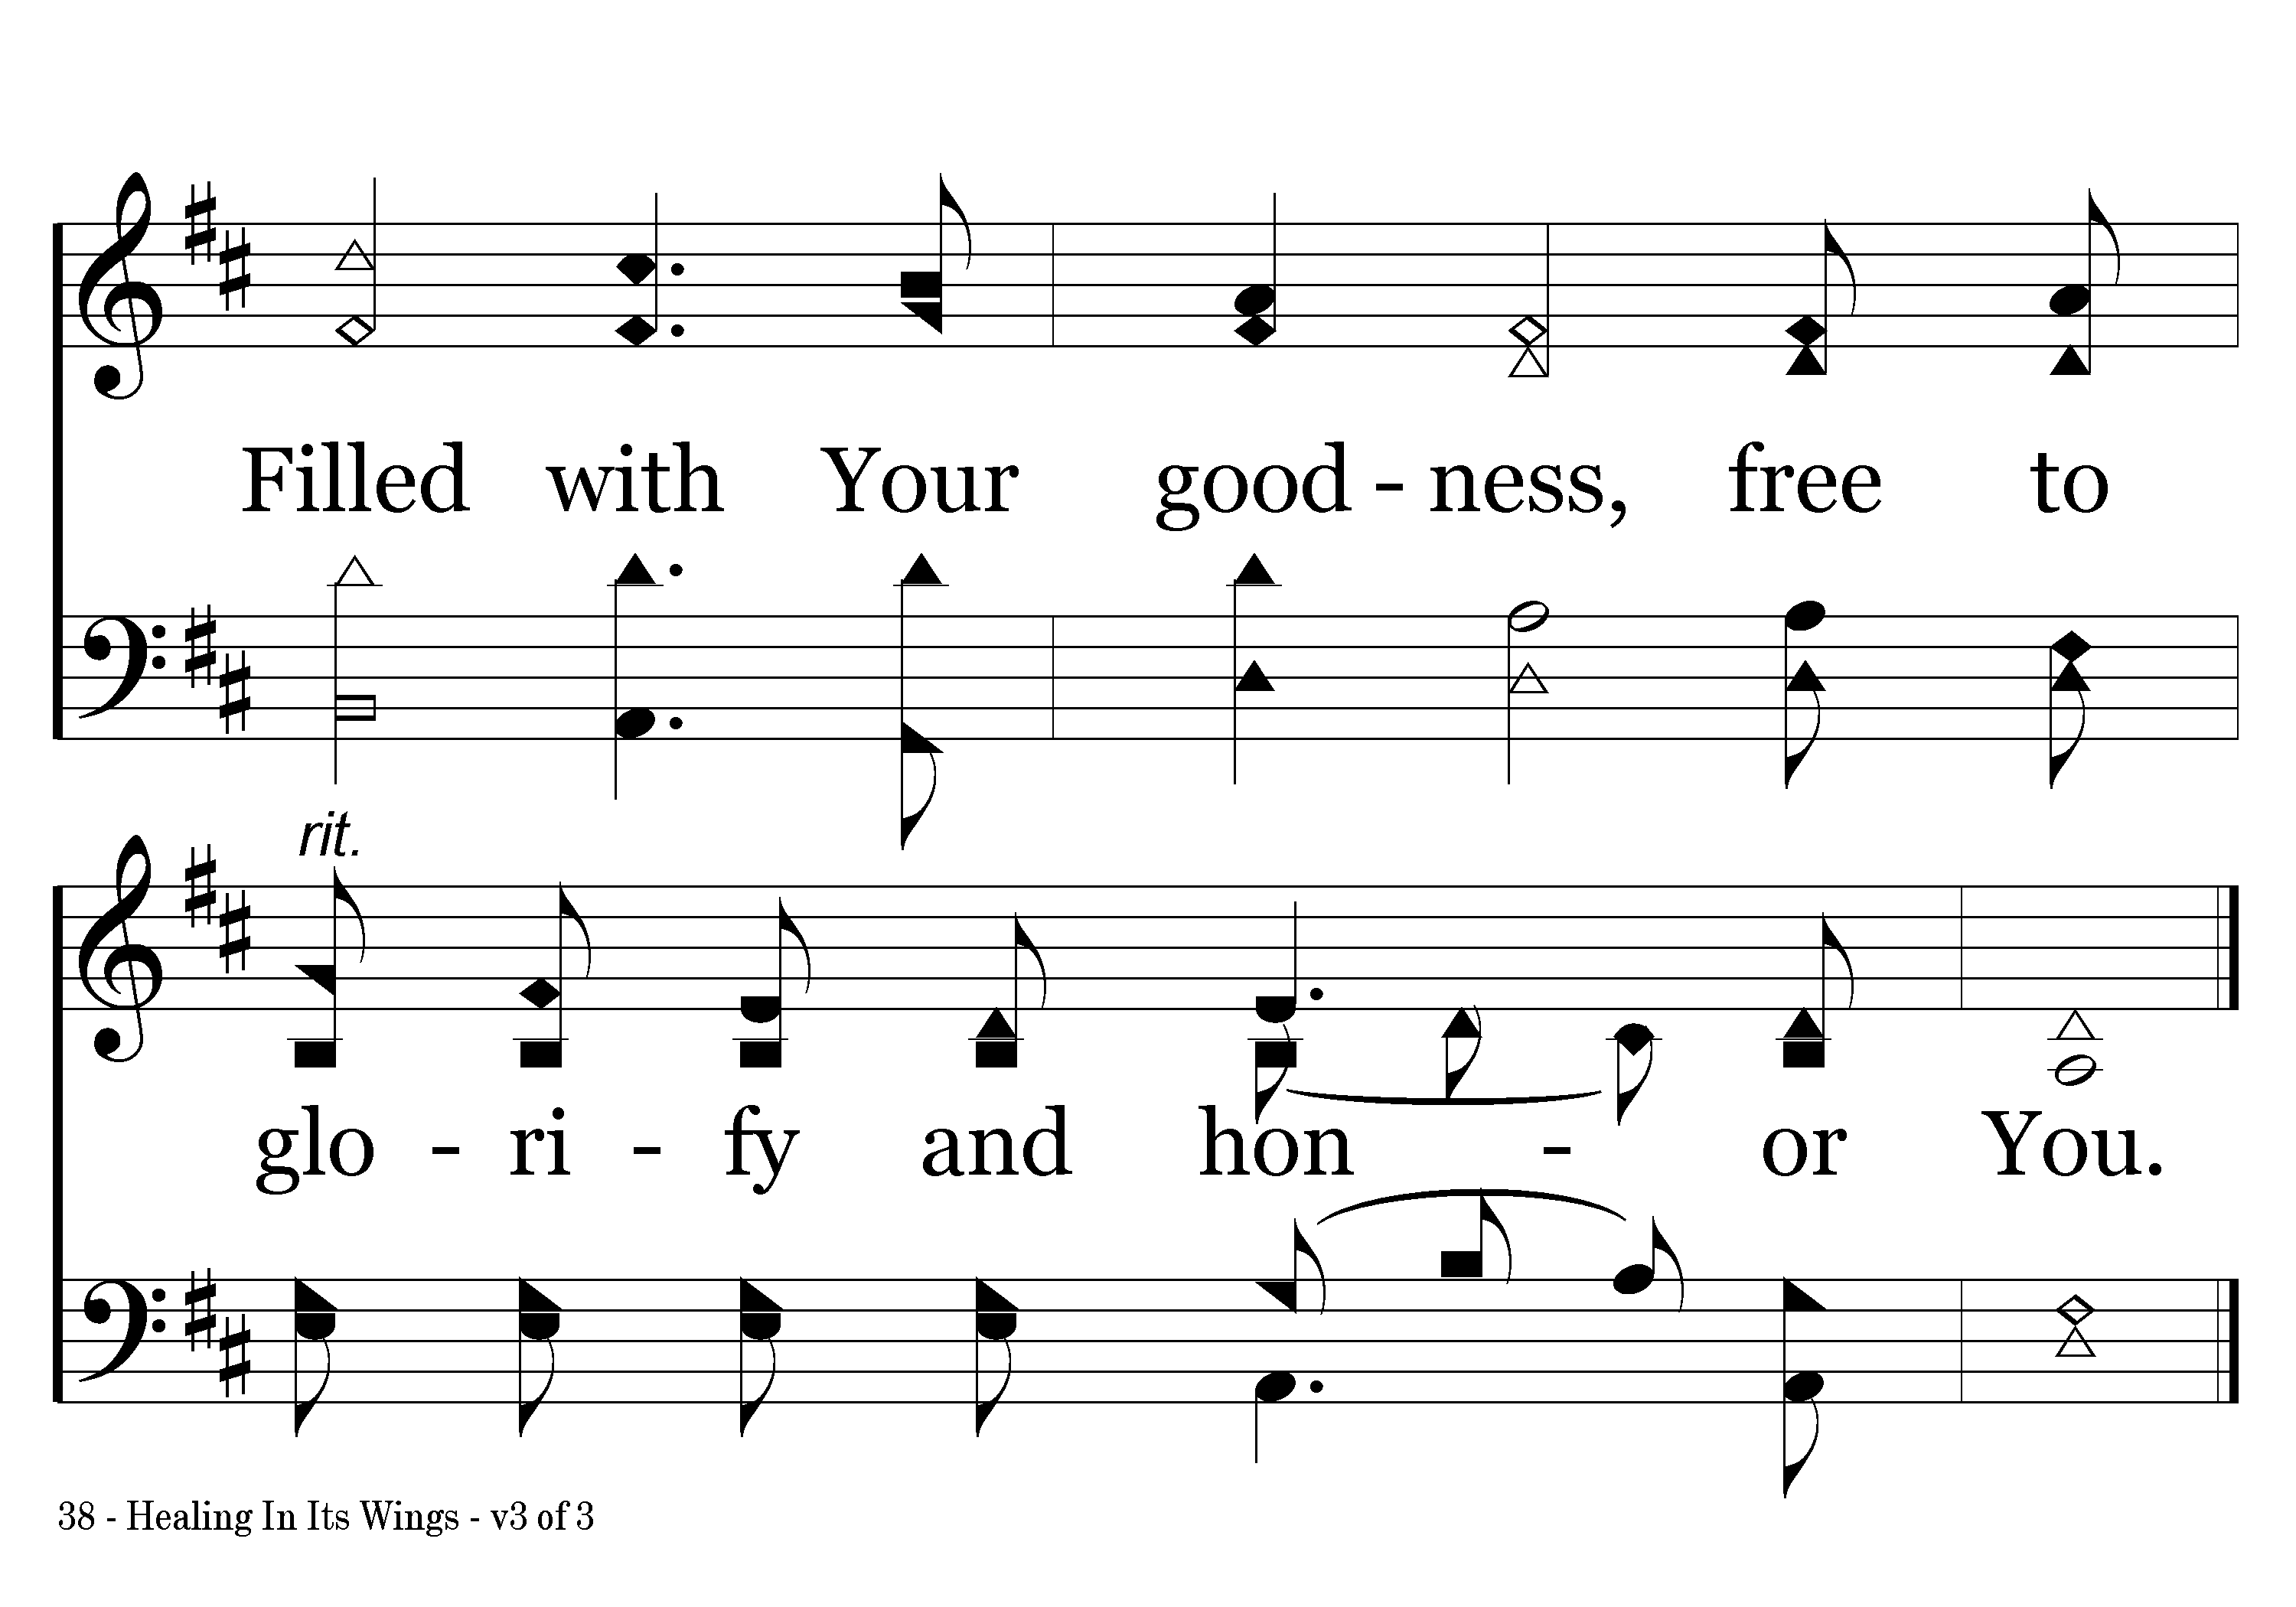 Filled with Your good - ness, free to
rit.
glo - ri - fy and hon - or You.
38 - Healing In Its Wings - v3 of 3